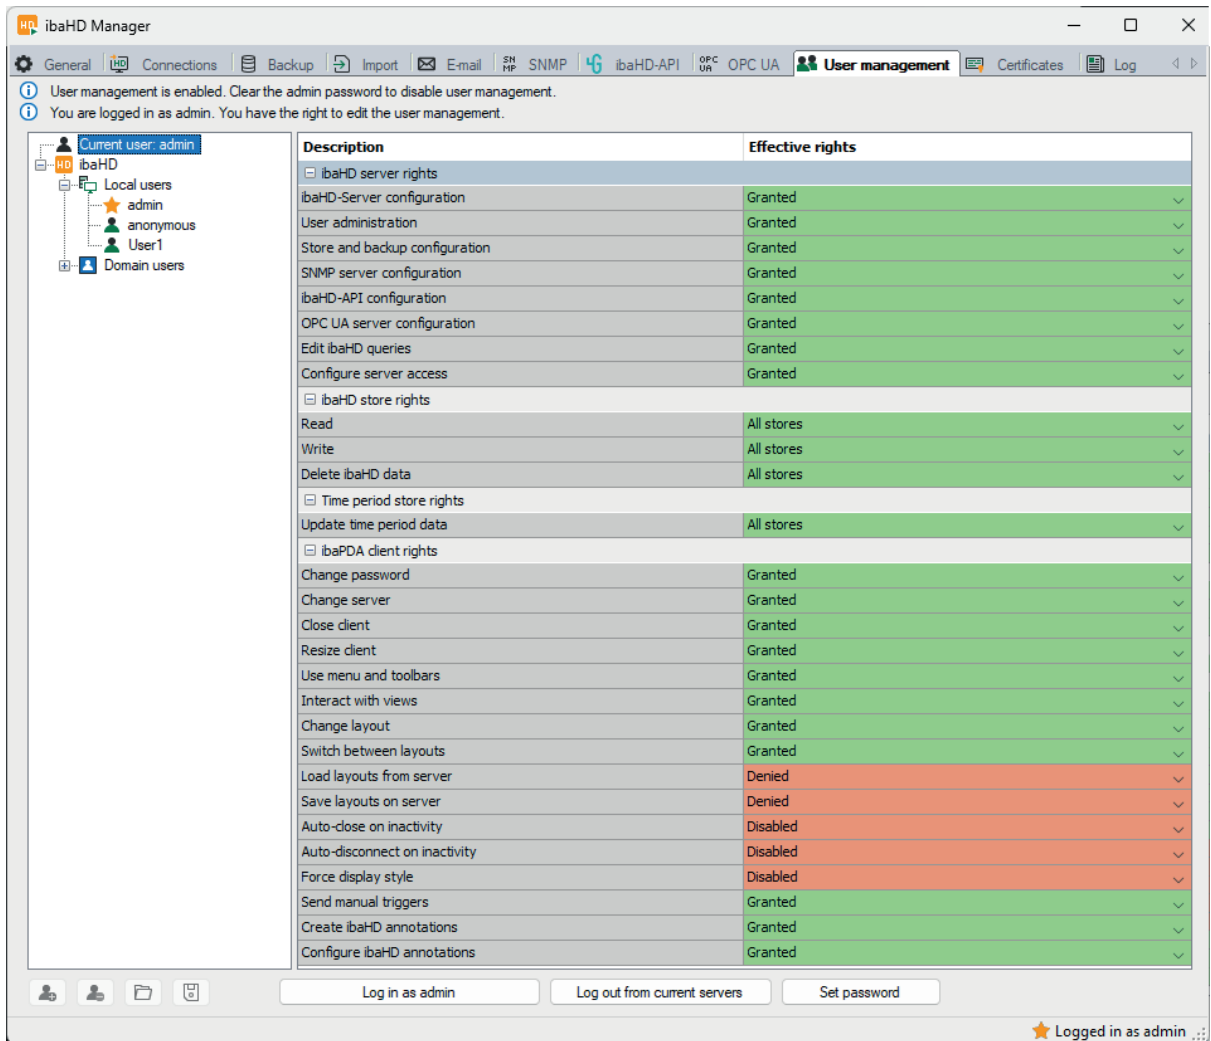 HD ibaHD Manager
General HD Connections Backup Import E-mail SNMP SNMP ibaHD-API OPC UA OPC UA User management Certificates Log
User management is enabled. Clear the admin password to disable user management.
You are logged in as admin. You have the right to edit the user management.
Current user: admin
HD ibaHD
Local users
admin
anonymous
User1
Domain users
Description Effective rights
ibaHD server rights
ibaHD-Server configuration Granted
User administration Granted
Store and backup configuration Granted
SNMP server configuration Granted
ibaHD-API configuration Granted
OPC UA server configuration Granted
Edit ibaHD queries Granted
Configure server access Granted
ibaHD store rights
Read All stores
Write All stores
Delete ibaHD data All stores
Time period store rights
Update time period data All stores
ibaPDA client rights
Change password Granted
Change server Granted
Close client Granted
Resize client Granted
Use menu and toolbars Granted
Interact with views Granted
Change layout Granted
Switch between layouts Granted
Load layouts from server Denied
Save layouts on server Denied
Auto-close on inactivity Disabled
Auto-disconnect on inactivity Disabled
Force display style Disabled
Send manual triggers Granted
Create ibaHD annotations Granted
Configure ibaHD annotations Granted
Log in as admin Log out from current servers Set password
Logged in as admin